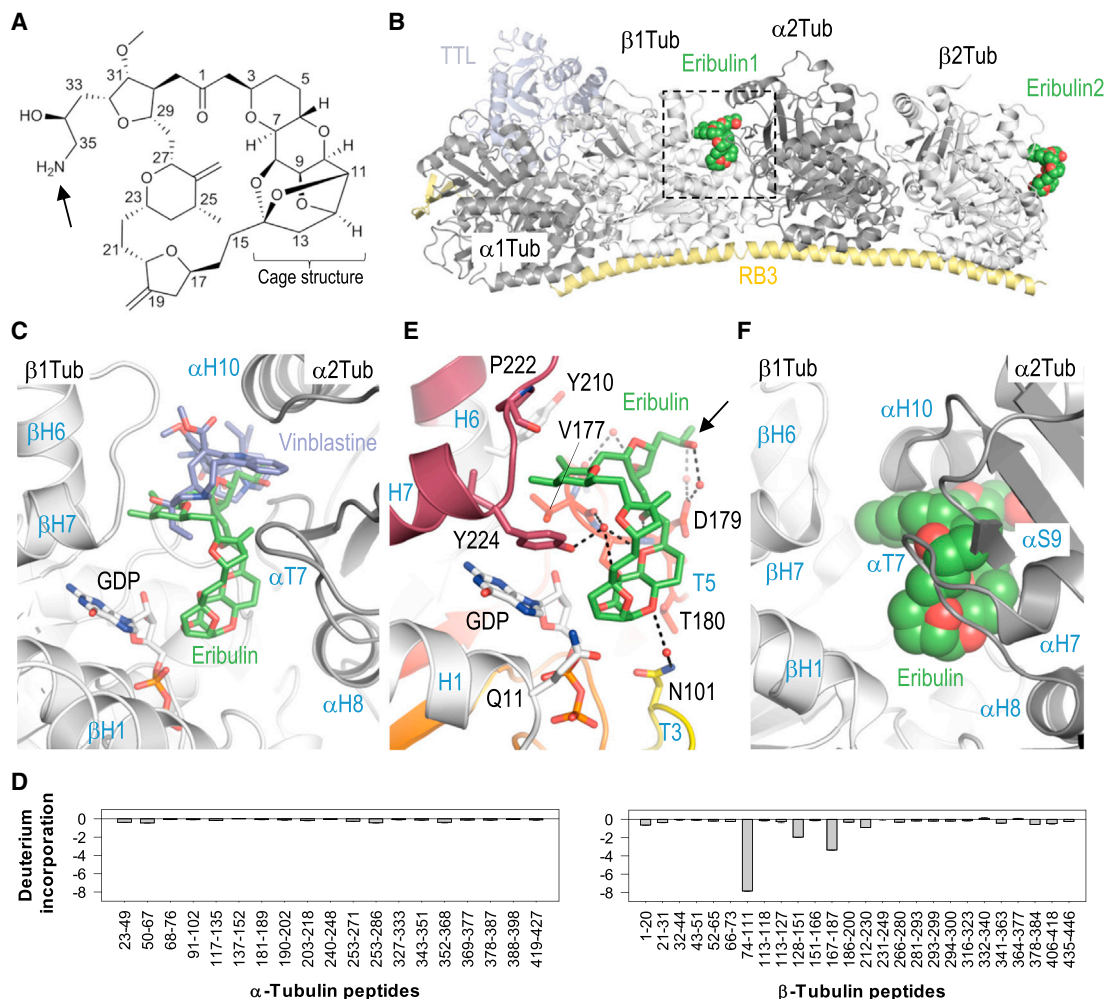 A
O
31
33
HO
35
H₂N
O
29
1
O
3
5
O
H
7
O
H
H
9
O
O
O
H
11
H
13
15
27
O
23
25
21
O
17
19
Cage structure
B
TTL
β1Tub
Eribulin1
α2Tub
β2Tub
Eribulin2
α1Tub
RB3
C
β1Tub
αH10
α2Tub
βH6
Vinblastine
βH7
GDP
αT7
Eribulin
βH1
αH8
E
P222
Y210
H6
Eribulin
V177
H7
D179
Y224
T5
GDP
T180
H1
Q11
N101
T3
F
β1Tub
α2Tub
αH10
βH6
αS9
αT7
βH7
αH7
βH1
Eribulin
αH8
D
Deuterium incorporation
0
-2
-4
-6
-8
23-49
50-67
68-76
91-102
117-135
137-152
181-189
190-202
203-218
240-248
253-271
253-286
327-333
343-351
352-368
369-377
378-387
388-398
419-427
α-Tubulin peptides
0
-2
-4
-6
-8
1-20
21-31
32-44
43-51
52-65
66-73
74-111
113-118
113-127
128-151
151-166
167-187
186-200
212-230
231-249
266-280
281-293
293-299
294-300
316-323
332-340
341-363
364-377
378-384
406-418
435-446
β-Tubulin peptides